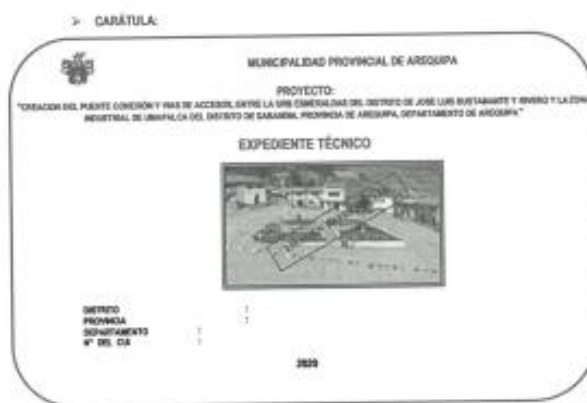 ➢ CARÁTULA:
MUNICIPALIDAD PROVINCIAL DE AREQUIPA
PROYECTO:
"CREACION DEL PUENTE CONEXIÓN Y VIAS DE ACCESOS, ENTRE LA URB ESMERALDAS DEL DISTRITO DE JOSE LUIS BUSTAMANTE Y RIVERO Y LA ZONA
INDUSTRIAL DE UMAPALCA DEL DISTRITO DE SABANDIA, PROVINCIA DE AREQUIPA, DEPARTAMENTO DE AREQUIPA"
EXPEDIENTE TÉCNICO
DISTRITO :
PROVINCIA :
DEPARTAMENTO :
N° DEL CUI :
2020